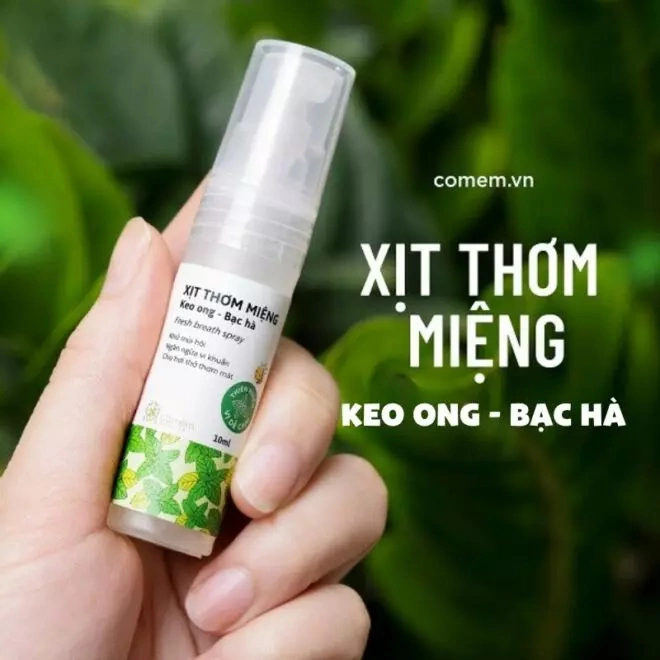 comem.vn
XỊT THƠM
MIỆNG
KEO ONG - BẠC HÀ
XỊT THƠM MIỆNG
Keo ong - Bạc hà
Fresh breath spray
Khử mùi hôi
Ngăn ngừa vi khuẩn
Cho hơi thở thơm mát
10ml